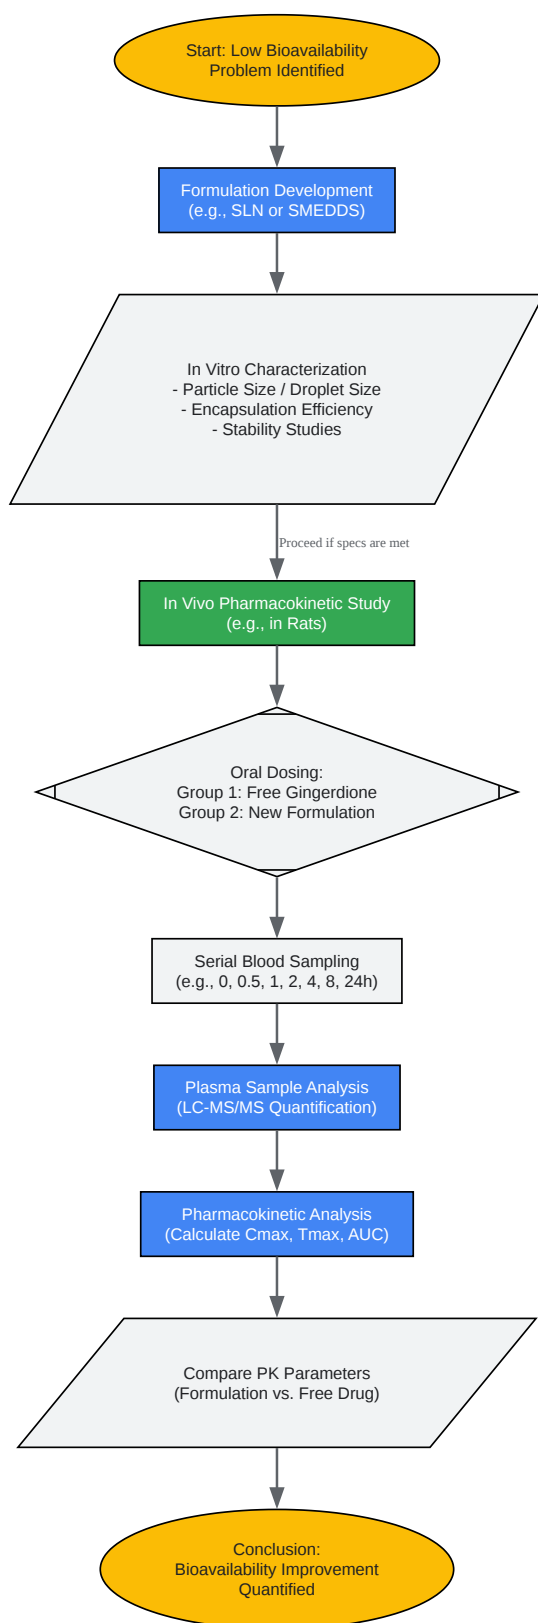 Start: Low Bioavailability
Problem Identified
Formulation Development
(e.g., SLN or SMEDDS)
In Vitro Characterization
- Particle Size / Droplet Size
- Encapsulation Efficiency
- Stability Studies
Proceed if specs are met
In Vivo Pharmacokinetic Study
(e.g., in Rats)
Oral Dosing:
Group 1: Free Gingerdione
Group 2: New Formulation
Serial Blood Sampling
(e.g., 0, 0.5, 1, 2, 4, 8, 24h)
Plasma Sample Analysis
(LC-MS/MS Quantification)
Pharmacokinetic Analysis
(Calculate Cmax, Tmax, AUC)
Compare PK Parameters
(Formulation vs. Free Drug)
Conclusion:
Bioavailability Improvement
Quantified